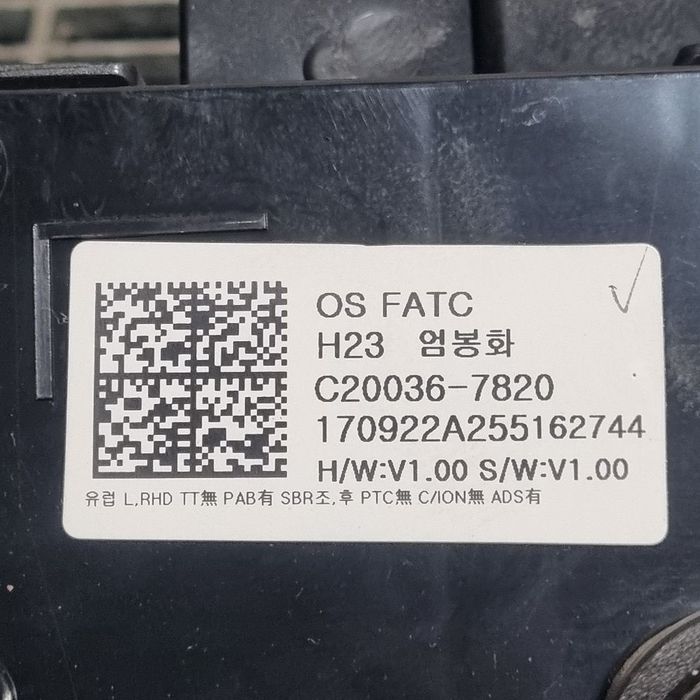 OS FATC
H23 엄봉화
C20036-7820
170922A255162744
H/W:V1.00 S/W:V1.00
유럽 L,RHD TT無 PAB有 SBR조,후 PTC無 C/ION無 ADS有